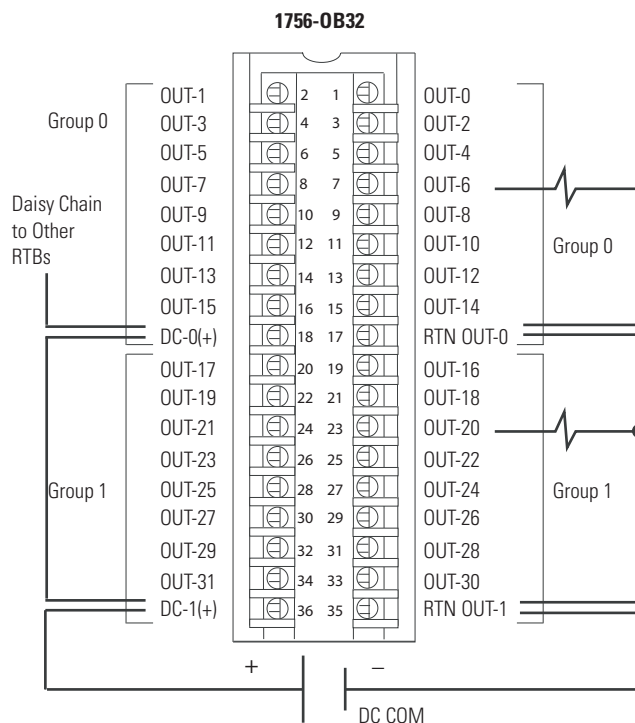 1756-OB32
OUT-1 2 1 OUT-0
Group 0
OUT-3 4 3 OUT-2
OUT-5 6 5 OUT-4
OUT-7 8 7 OUT-6
Daisy Chain
to Other
RTBs
OUT-9 10 9 OUT-8
OUT-11 12 11 OUT-10
Group 0
OUT-13 14 13 OUT-12
OUT-15 16 15 OUT-14
DC-0(+) 18 17 RTN OUT-0
OUT-17 20 19 OUT-16
OUT-19 22 21 OUT-18
OUT-21 24 23 OUT-20
OUT-23 26 25 OUT-22
Group 1
OUT-25 28 27 OUT-24
Group 1
OUT-27 30 29 OUT-26
OUT-29 32 31 OUT-28
OUT-31 34 33 OUT-30
DC-1(+) 36 35 RTN OUT-1
+ –
DC COM